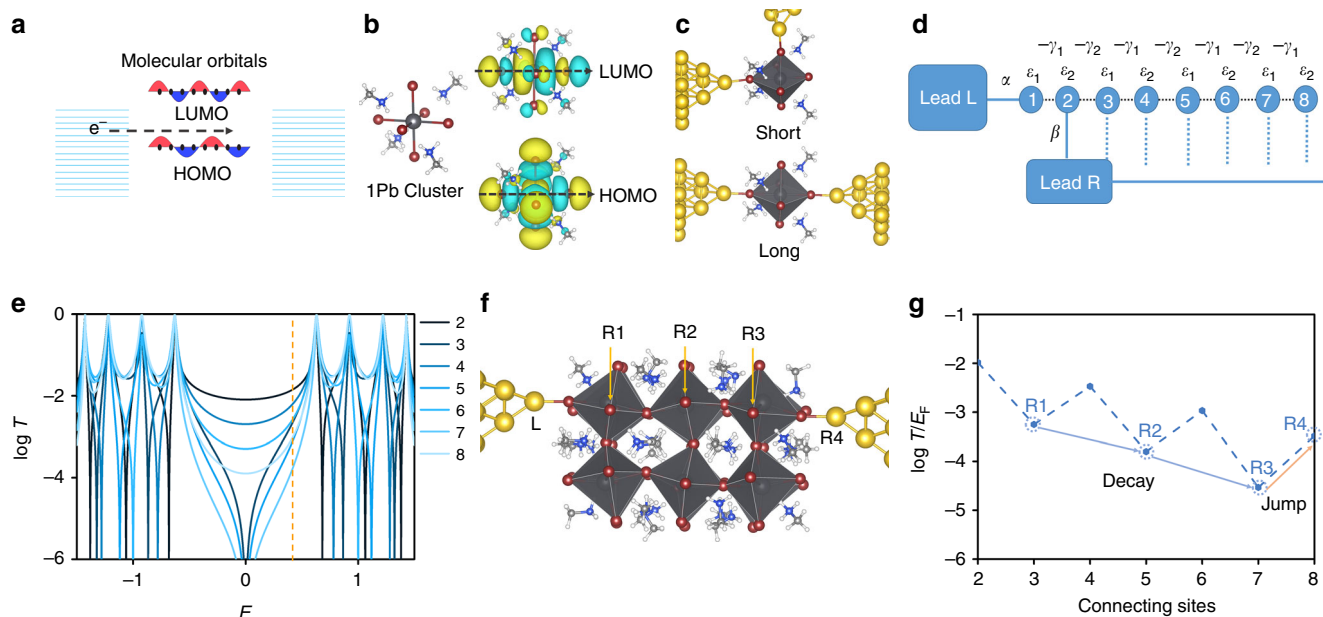 a
Molecular orbitals
LUMO
e–
HOMO
b
1Pb Cluster
LUMO
HOMO
c
Short
Long
d
–γ1 –γ2 –γ1 –γ2 –γ1 –γ2 –γ1
α ε1 ε2 ε1 ε2 ε1 ε2 ε1 ε2
Lead L 1 2 3 4 5 6 7 8
β
Lead R
e
log T
0
–2
–4
–6
–1 0 1
E
2
3
4
5
6
7
8
f
R1 R2 R3
L R4
g
log T/EF
–1
–2
–3
–4
–5
–6
R1
R2
R3
R4
Decay
Jump
2 3 4 5 6 7 8
Connecting sites